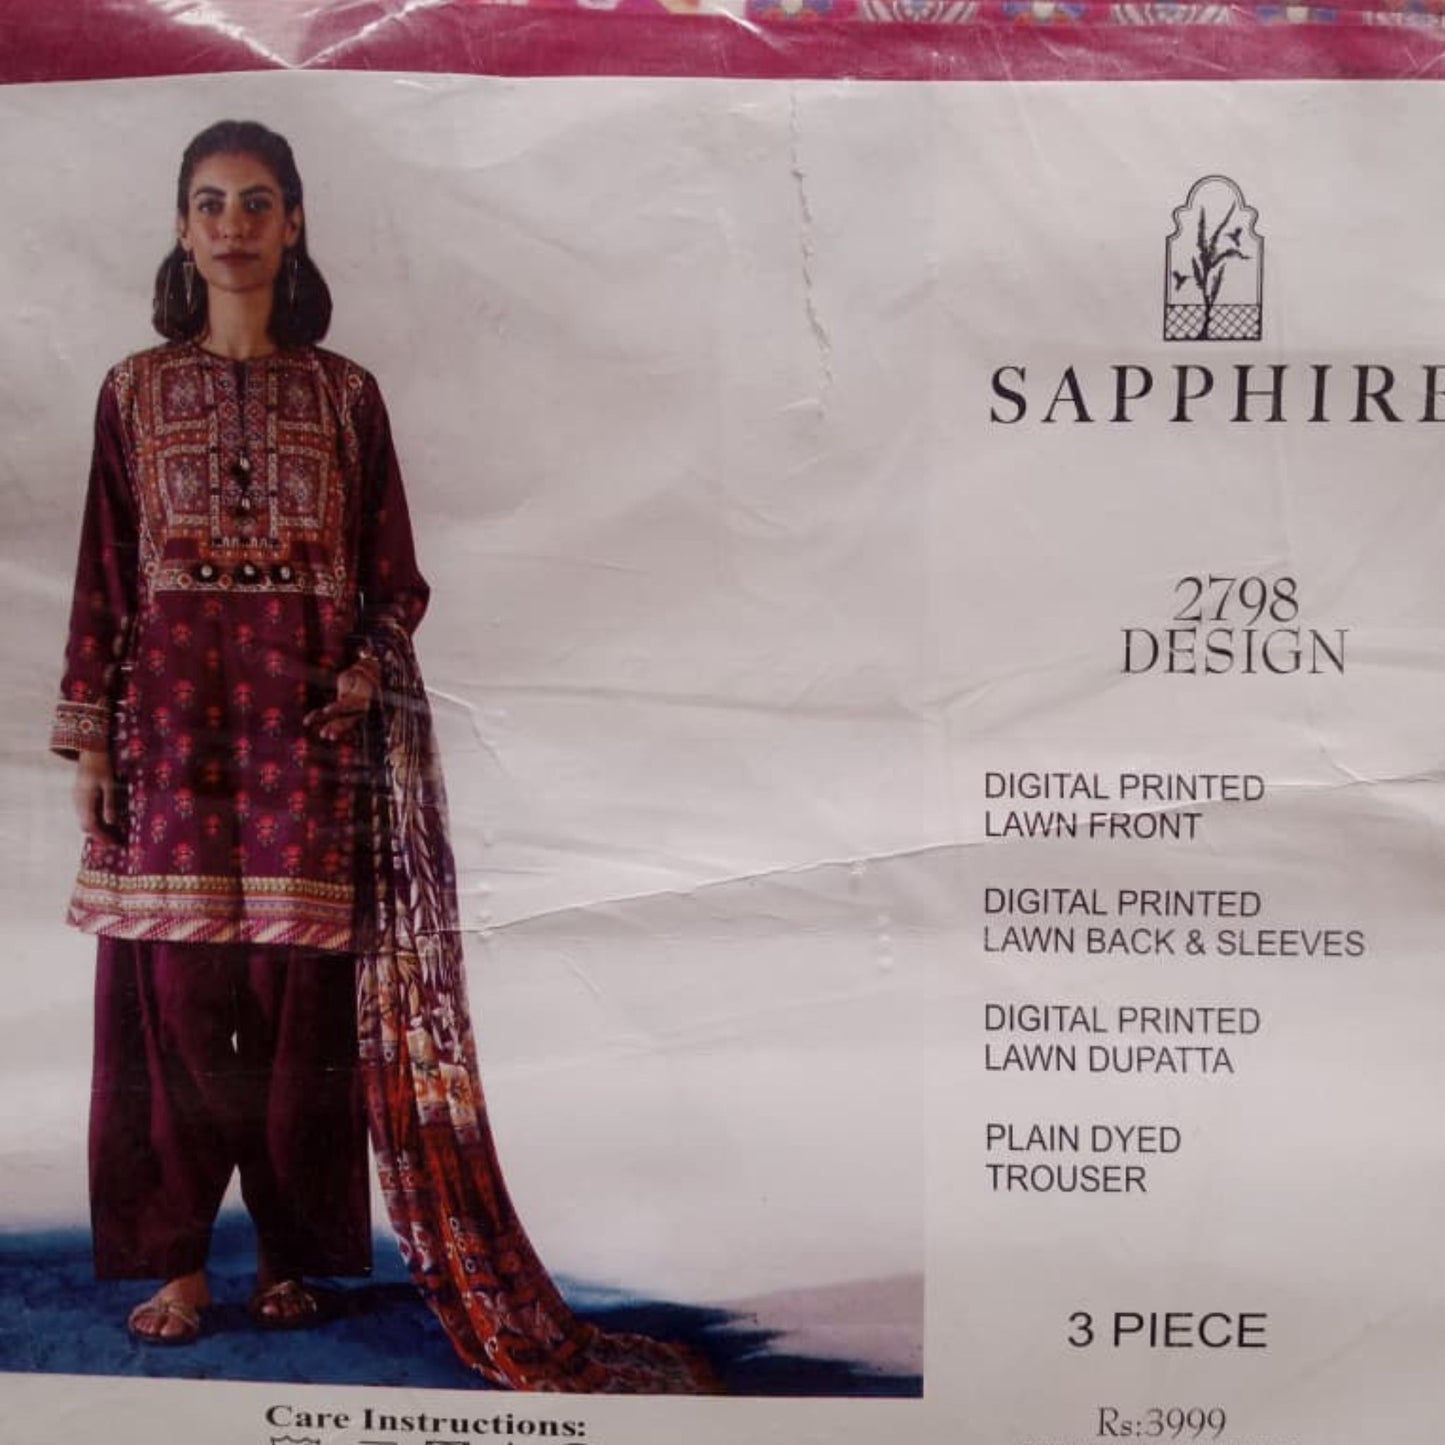 SAPPHIRE
2798
DESIGN
DIGITAL PRINTED
LAWN FRONT
DIGITAL PRINTED
LAWN BACK & SLEEVES
DIGITAL PRINTED
LAWN DUPATTA
PLAIN DYED
TROUSER
3 PIECE
Rs:3999
Care Instructions: